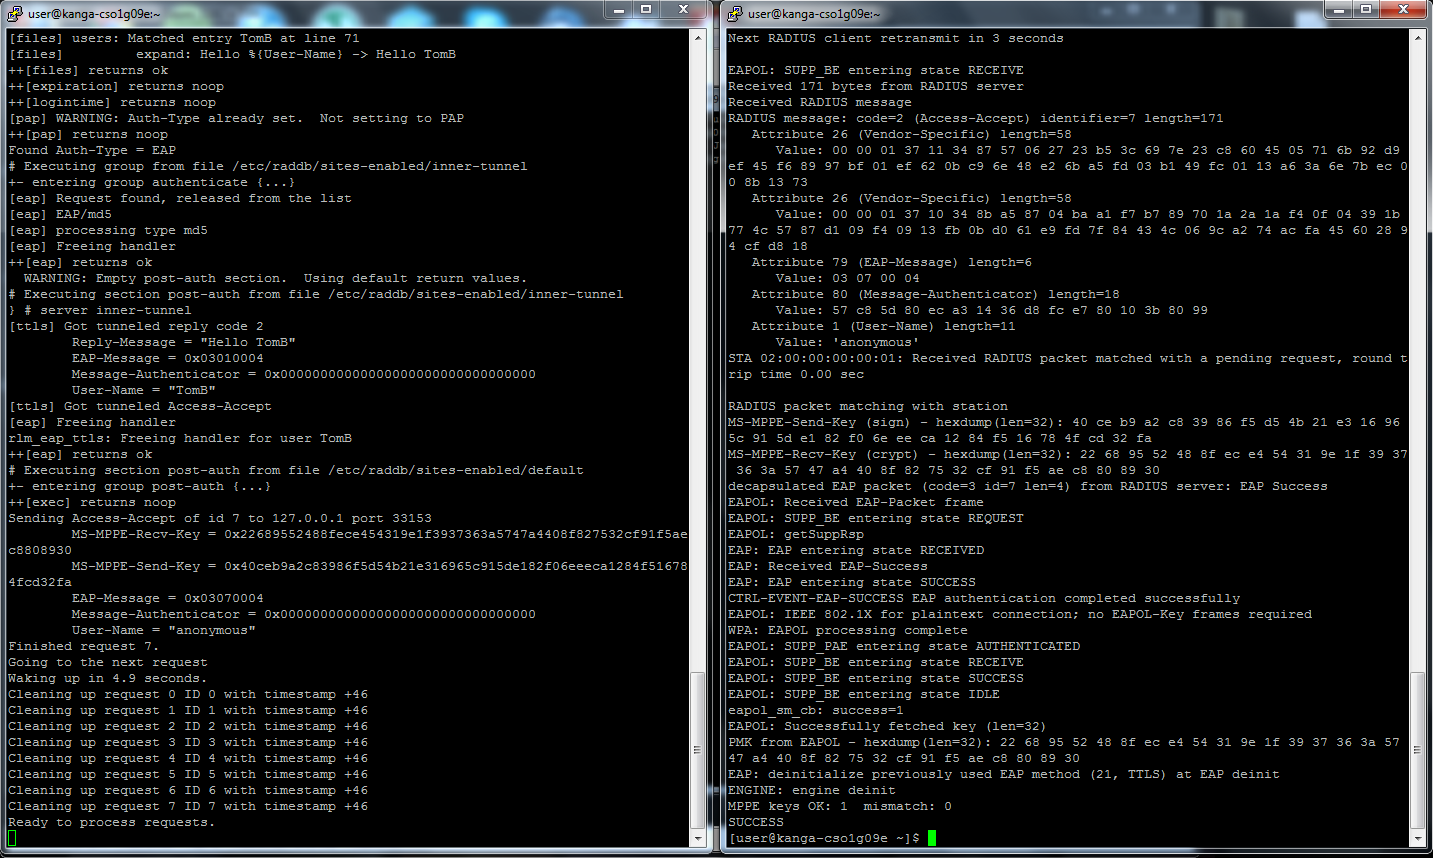 user@kanga-cso1g09e:~
[files] users: Matched entry TomB at line 71
[files]         expand: Hello %{User-Name} -> Hello TomB
++[files] returns ok
++[expiration] returns noop
++[logintime] returns noop
[pap] WARNING: Auth-Type already set.  Not setting to PAP
++[pap] returns noop
Found Auth-Type = EAP
# Executing group from file /etc/raddb/sites-enabled/inner-tunnel
+- entering group authenticate {...}
[eap] Request found, released from the list
[eap] EAP/md5
[eap] processing type md5
[eap] Freeing handler
++[eap] returns ok
  WARNING: Empty post-auth section.  Using default return values.
# Executing section post-auth from file /etc/raddb/sites-enabled/inner-tunnel
} # server inner-tunnel
[ttls] Got tunneled reply code 2
        Reply-Message = "Hello TomB"
        EAP-Message = 0x03010004
        Message-Authenticator = 0x00000000000000000000000000000000
        User-Name = "TomB"
[ttls] Got tunneled Access-Accept
[eap] Freeing handler
rlm_eap_ttls: Freeing handler for user TomB
++[eap] returns ok
# Executing section post-auth from file /etc/raddb/sites-enabled/default
+- entering group post-auth {...}
++[exec] returns noop
Sending Access-Accept of id 7 to 127.0.0.1 port 33153
        MS-MPPE-Recv-Key = 0x22689552488fece454319e1f3937363a5747a4408f827532cf91f5ae
c8808930
        MS-MPPE-Send-Key = 0x40ceb9a2c83986f5d54b21e316965c915de182f06eeeca1284f51678
4fcd32fa
        EAP-Message = 0x03070004
        Message-Authenticator = 0x00000000000000000000000000000000
        User-Name = "anonymous"
Finished request 7.
Going to the next request
Waking up in 4.9 seconds.
Cleaning up request 0 ID 0 with timestamp +46
Cleaning up request 1 ID 1 with timestamp +46
Cleaning up request 2 ID 2 with timestamp +46
Cleaning up request 3 ID 3 with timestamp +46
Cleaning up request 4 ID 4 with timestamp +46
Cleaning up request 5 ID 5 with timestamp +46
Cleaning up request 6 ID 6 with timestamp +46
Cleaning up request 7 ID 7 with timestamp +46
Ready to process requests.
user@kanga-cso1g09e:~
Next RADIUS client retransmit in 3 seconds
EAPOL: SUPP_BE entering state RECEIVE
Received 171 bytes from RADIUS server
Received RADIUS message
RADIUS message: code=2 (Access-Accept) identifier=7 length=171
   Attribute 26 (Vendor-Specific) length=58
      Value: 00 00 01 37 11 34 87 57 06 27 23 b5 3c 69 7e 23 c8 60 45 05 71 6b 92 d9
ef 45 f6 89 97 bf 01 ef 62 0b c9 6e 48 e2 6b a5 fd 03 b1 49 fc 01 13 a6 3a 6e 7b ec 0
0 8b 13 73
   Attribute 26 (Vendor-Specific) length=58
      Value: 00 00 01 37 10 34 8b a5 87 04 ba a1 f7 b7 89 70 1a 2a 1a f4 0f 04 39 1b
77 4c 57 87 d1 09 f4 09 13 fb 0b d0 61 e9 fd 7f 84 43 4c 06 9c a2 74 ac fa 45 60 28 9
4 cf d8 18
   Attribute 79 (EAP-Message) length=6
      Value: 03 07 00 04
   Attribute 80 (Message-Authenticator) length=18
      Value: 57 c8 5d 80 ec a3 14 36 d8 fc e7 80 10 3b 80 99
   Attribute 1 (User-Name) length=11
      Value: 'anonymous'
STA 02:00:00:00:00:01: Received RADIUS packet matched with a pending request, round t
rip time 0.00 sec
RADIUS packet matching with station
MS-MPPE-Send-Key (sign) - hexdump(len=32): 40 ce b9 a2 c8 39 86 f5 d5 4b 21 e3 16 96
5c 91 5d e1 82 f0 6e ee ca 12 84 f5 16 78 4f cd 32 fa
MS-MPPE-Recv-Key (crypt) - hexdump(len=32): 22 68 95 52 48 8f ec e4 54 31 9e 1f 39 37
 36 3a 57 47 a4 40 8f 82 75 32 cf 91 f5 ae c8 80 89 30
decapsulated EAP packet (code=3 id=7 len=4) from RADIUS server: EAP Success
EAPOL: Received EAP-Packet frame
EAPOL: SUPP_BE entering state REQUEST
EAPOL: getSuppRsp
EAP: EAP entering state RECEIVED
EAP: Received EAP-Success
EAP: EAP entering state SUCCESS
CTRL-EVENT-EAP-SUCCESS EAP authentication completed successfully
EAPOL: IEEE 802.1X for plaintext connection; no EAPOL-Key frames required
WPA: EAPOL processing complete
EAPOL: SUPP_PAE entering state AUTHENTICATED
EAPOL: SUPP_BE entering state RECEIVE
EAPOL: SUPP_BE entering state SUCCESS
EAPOL: SUPP_BE entering state IDLE
eapol_sm_cb: success=1
EAPOL: Successfully fetched key (len=32)
PMK from EAPOL - hexdump(len=32): 22 68 95 52 48 8f ec e4 54 31 9e 1f 39 37 36 3a 57
47 a4 40 8f 82 75 32 cf 91 f5 ae c8 80 89 30
EAP: deinitialize previously used EAP method (21, TTLS) at EAP deinit
ENGINE: engine deinit
MPPE keys OK: 1  mismatch: 0
SUCCESS
[user@kanga-cso1g09e ~]$